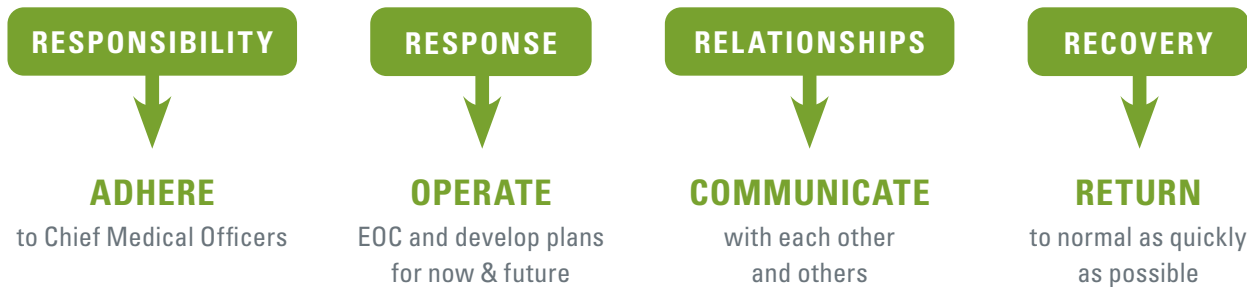 RESPONSIBILITY
ADHERE
to Chief Medical Officers
RESPONSE
OPERATE
EOC and develop plans
for now & future
RELATIONSHIPS
COMMUNICATE
with each other
and others
RECOVERY
RETURN
to normal as quickly
as possible